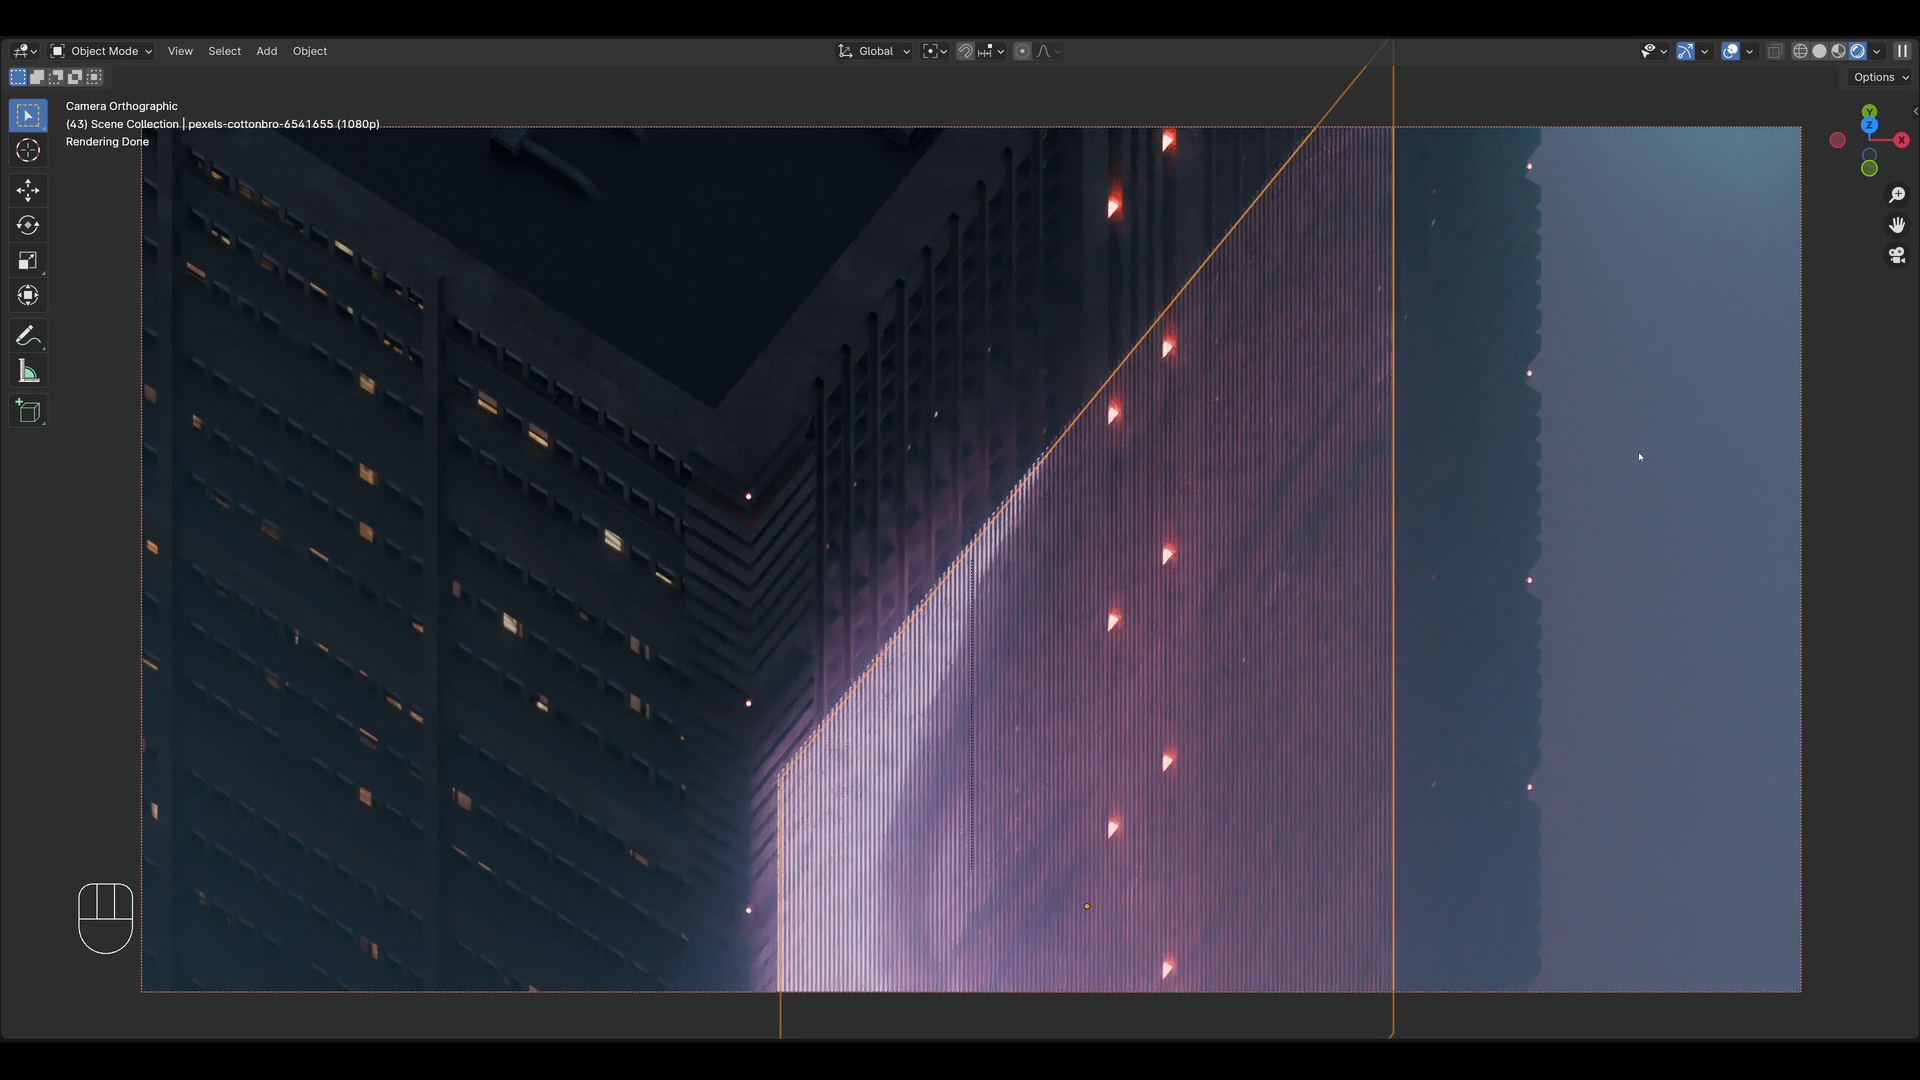 Object Mode View Select Add Object Global
Options
Camera Orthographic
(43) Scene Collection | pexels-cottonbro-6541655 (1080p)
Rendering Done
Y
Z
X